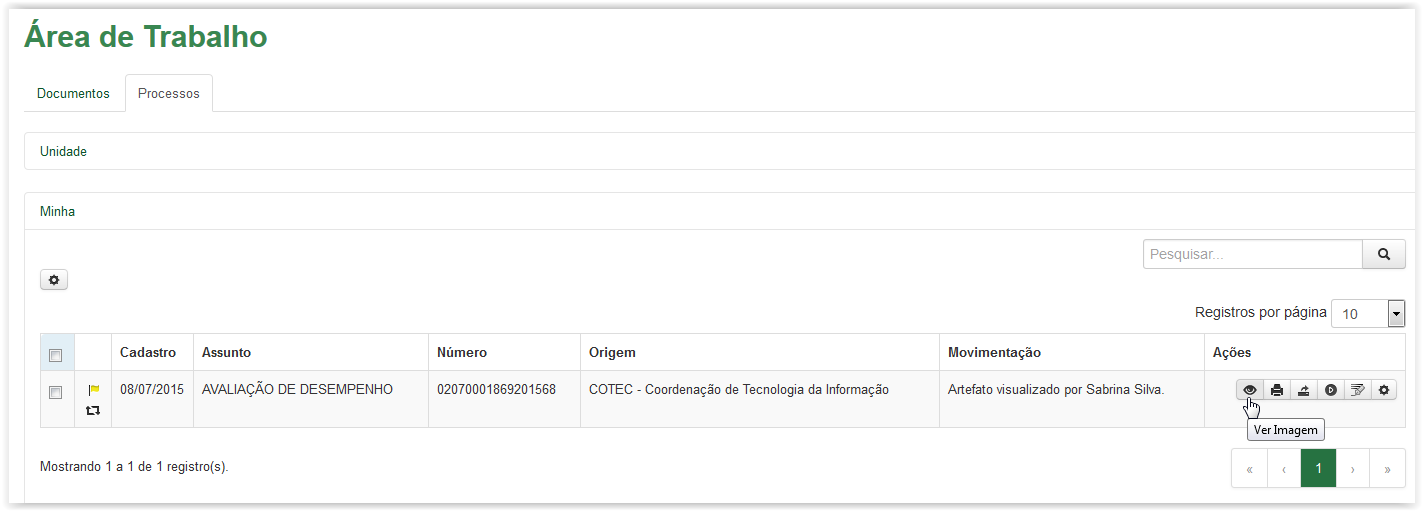 Área de Trabalho
Documentos Processos
Unidade
Minha
Pesquisar...
Registros por página 10
Cadastro Assunto Número Origem Movimentação Ações
08/07/2015 AVALIAÇÃO DE DESEMPENHO 02070001869201568 COTEC - Coordenação de Tecnologia da Informação Artefato visualizado por Sabrina Silva.
Ver Imagem
Mostrando 1 a 1 de 1 registro(s).
« ‹ 1 › »